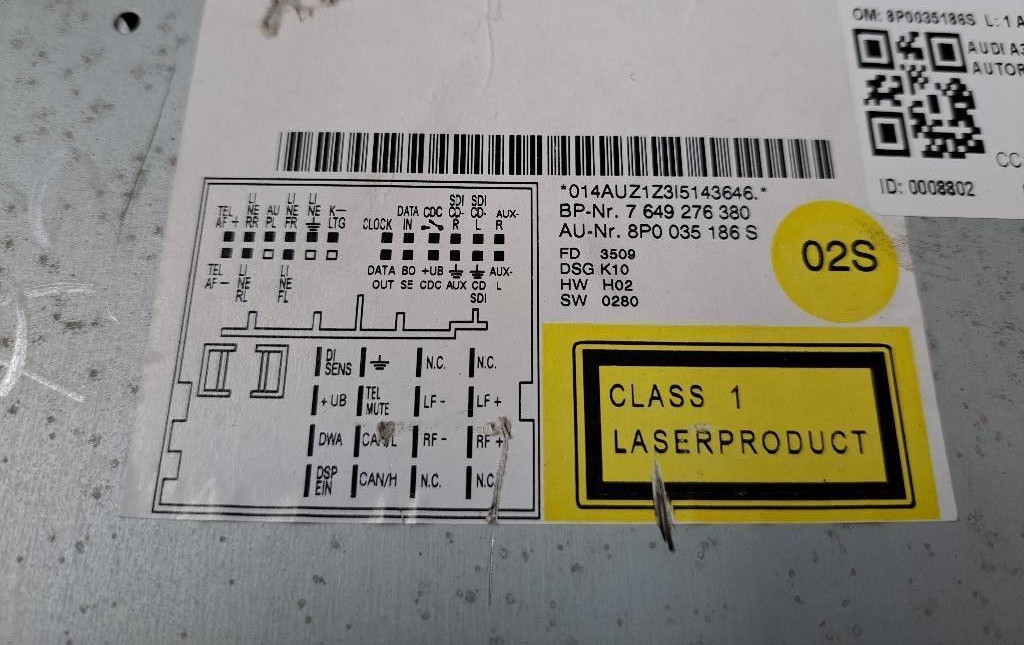 OM: 8P0035186S L: 1 A
AUDI A3
AUTOR
CC
ID: 0008802
*014AUZ1Z3I5143646.*
BP-Nr. 7 649 276 380
AU-Nr. 8P0 035 186 S
FD 3509
DSG K10
HW H02
SW 0280
02S
TEL AF+
LI NE RR
AU PL
LI NE FR
LI NE
K– LTG
CLOCK
DATA IN
CDC
SDI CD- R
SDI CD- L
AUX- R
TEL AF–
LI NE RL
LI NE FL
DATA OUT
BO SE
+UB CDC
AUX
CD SDI
AUX- L
DI SENS
N.C.
N.C.
+UB
TEL MUTE
LF -
LF +
DWA
CAN/L
RF -
RF +
DSP EIN
CAN/H
N.C.
N.C.
CLASS 1
LASERPRODUCT